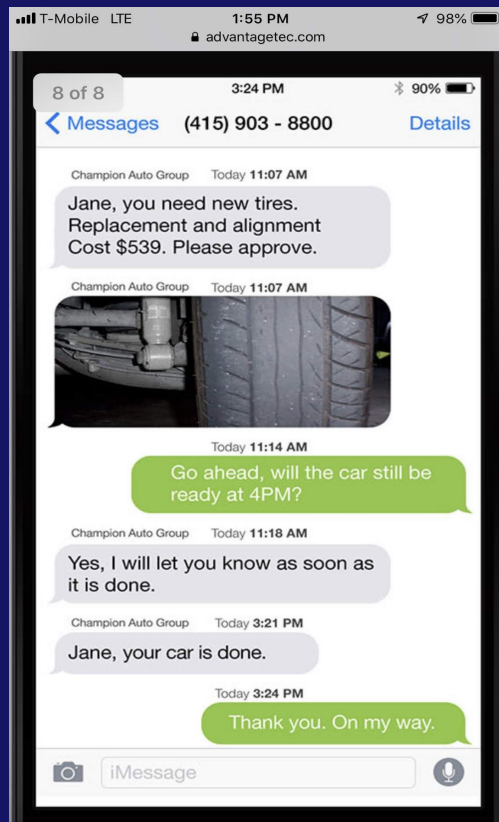 T-Mobile LTE 1:55 PM 98%
advantagetec.com
8 of 8
3:24 PM 90%
Messages (415) 903 - 8800 Details
Champion Auto Group Today 11:07 AM
Jane, you need new tires.
Replacement and alignment
Cost $539. Please approve.
Champion Auto Group Today 11:07 AM
Today 11:14 AM
Go ahead, will the car still be
ready at 4PM?
Champion Auto Group Today 11:18 AM
Yes, I will let you know as soon as
it is done.
Champion Auto Group Today 3:21 PM
Jane, your car is done.
Today 3:24 PM
Thank you. On my way.
iMessage